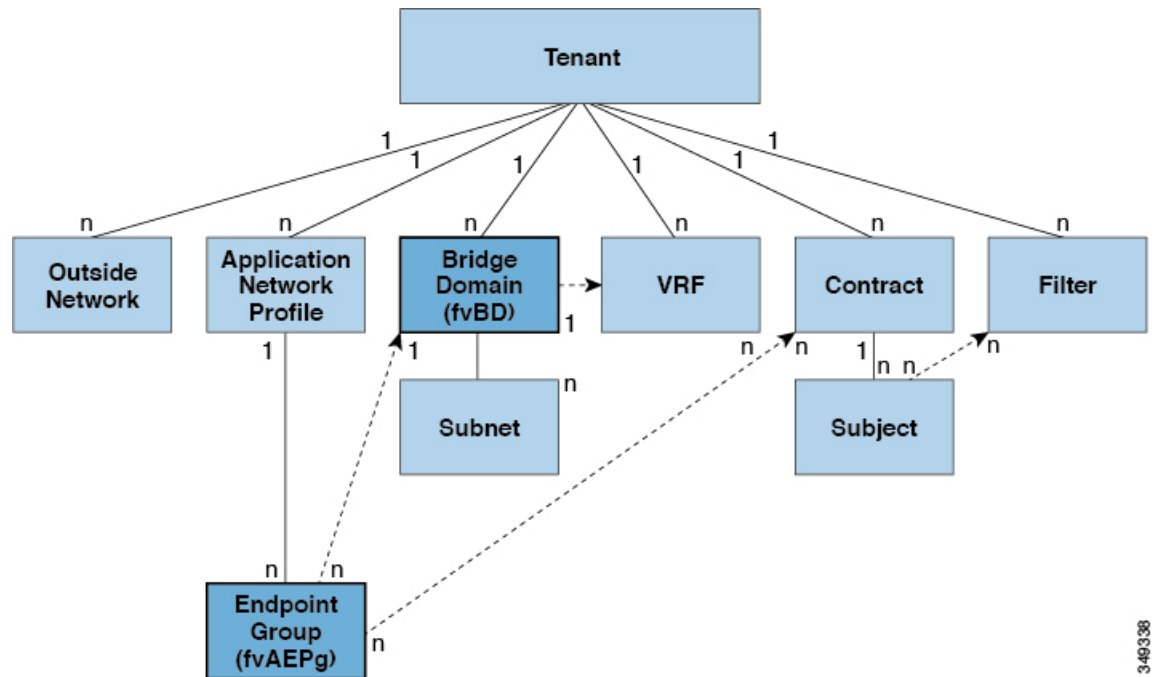 Tenant
1
1
1
1
1
1
n
n
n
n
n
n
Outside
Network
Application
Network
Profile
Bridge
Domain
(fvBD)
VRF
Contract
Filter
1
1
1
n
n
1
n
n
n
Subnet
n
Subject
n
n
Endpoint
Group
(fvAEPg)
n
349338